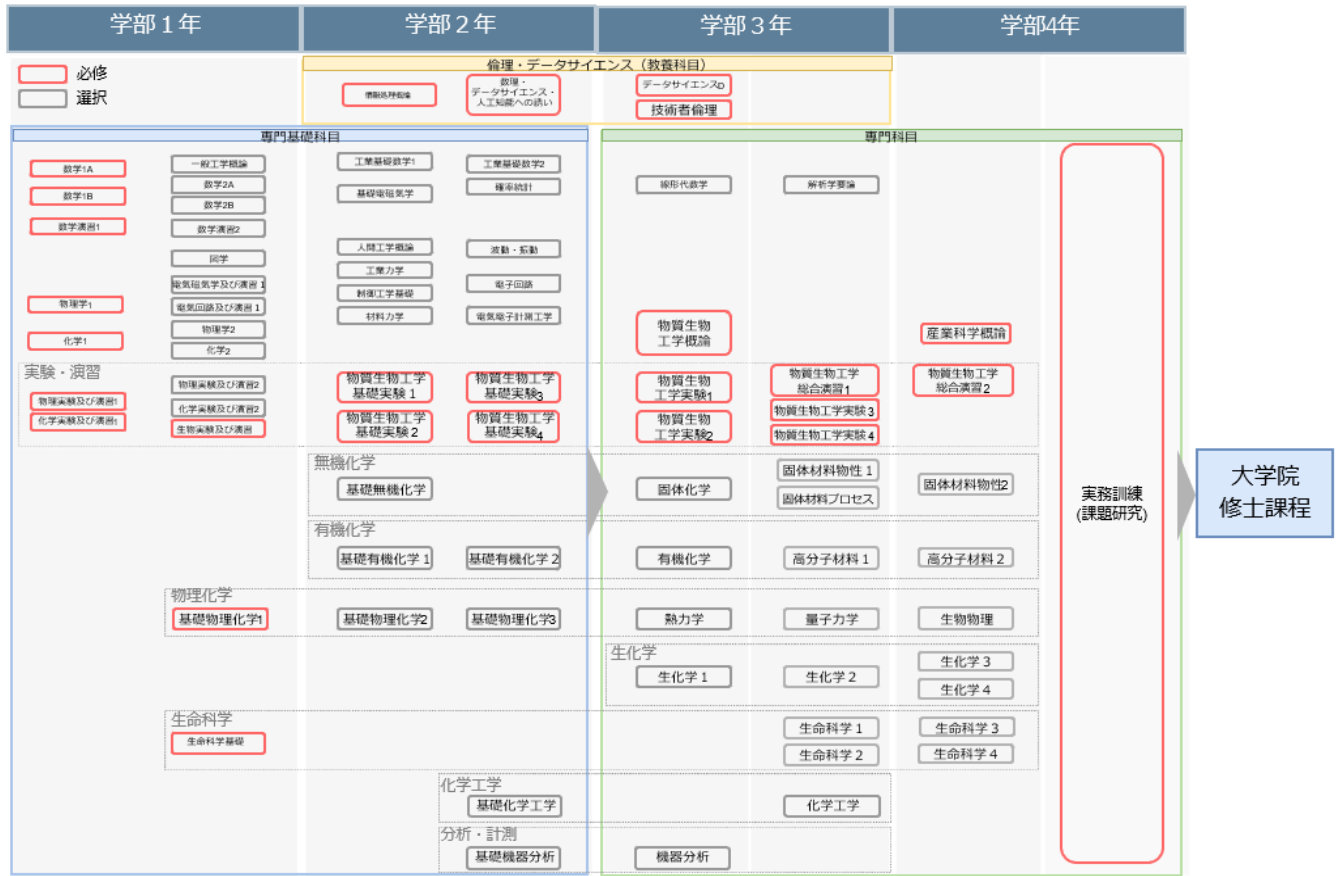 学部１年
学部２年
学部３年
学部4年
必修
選択
倫理・データサイエンス（教養科目）
情報処理概論
数理・
データサイエンス・
人工知能への誘い
データサイエンスD
技術者倫理
専門基礎科目
専門科目
数学1A
数学1B
数学演習1
物理学1
化学1
一般工学概論
数学2A
数学2B
数学演習2
図学
電気磁気学及び演習１
電気回路及び演習１
物理学2
化学2
工業基礎数学1
基礎電磁気学
人間工学概論
工業力学
制御工学基礎
材料力学
工業基礎数学2
確率統計
波動・振動
電子回路
電気電子計測工学
線形代数学
解析学要論
物質生物
工学概論
産業科学概論
実験・演習
物理実験及び演習1
化学実験及び演習1
物理実験及び演習2
化学実験及び演習2
生物実験及び演習
物質生物工学
基礎実験１
物質生物工学
基礎実験２
物質生物工学
基礎実験3
物質生物工学
基礎実験4
物質生物
工学実験1
物質生物
工学実験2
物質生物工学
総合演習1
物質生物工学実験３
物質生物工学実験４
物質生物工学
総合演習2
無機化学
基礎無機化学
固体化学
固体材料物性１
固体材料プロセス
固体材料物性2
有機化学
基礎有機化学１
基礎有機化学２
有機化学
高分子材料１
高分子材料２
物理化学
基礎物理化学1
基礎物理化学2
基礎物理化学3
熱力学
量子力学
生物物理
生化学
生化学１
生化学２
生化学３
生化学４
生命科学
生命科学基礎
生命科学１
生命科学２
生命科学３
生命科学４
化学工学
基礎化学工学
化学工学
分析・計測
基礎機器分析
機器分析
実務訓練
(課題研究)
大学院
修士課程